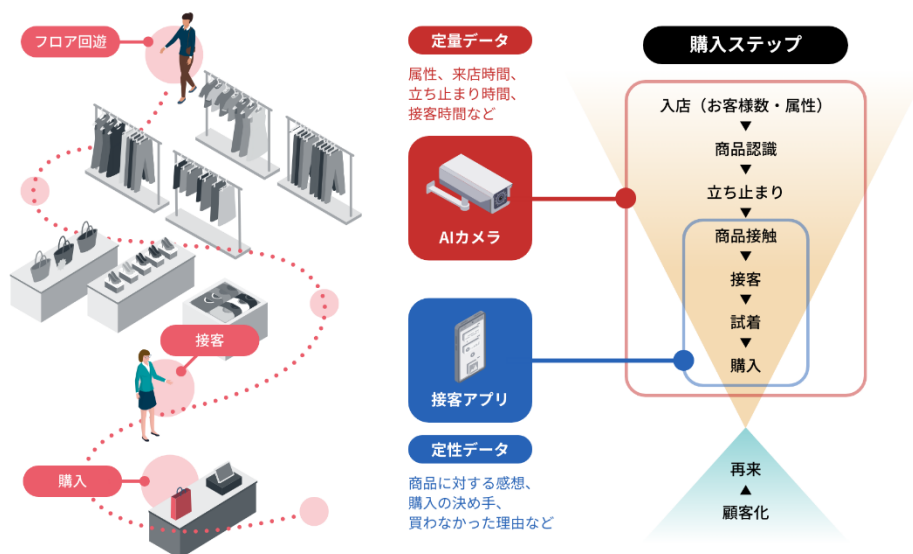 フロア回遊
接客
購入
定量データ
属性、来店時間、
立ち止まり時間、
接客時間など
AIカメラ
接客アプリ
定性データ
商品に対する感想、
購入の決め手、
買わなかった理由など
購入ステップ
入店（お客様数・属性）
▼
商品認識
▼
立ち止まり
▼
商品接触
▼
接客
▼
試着
▼
購入
再来
▲
顧客化